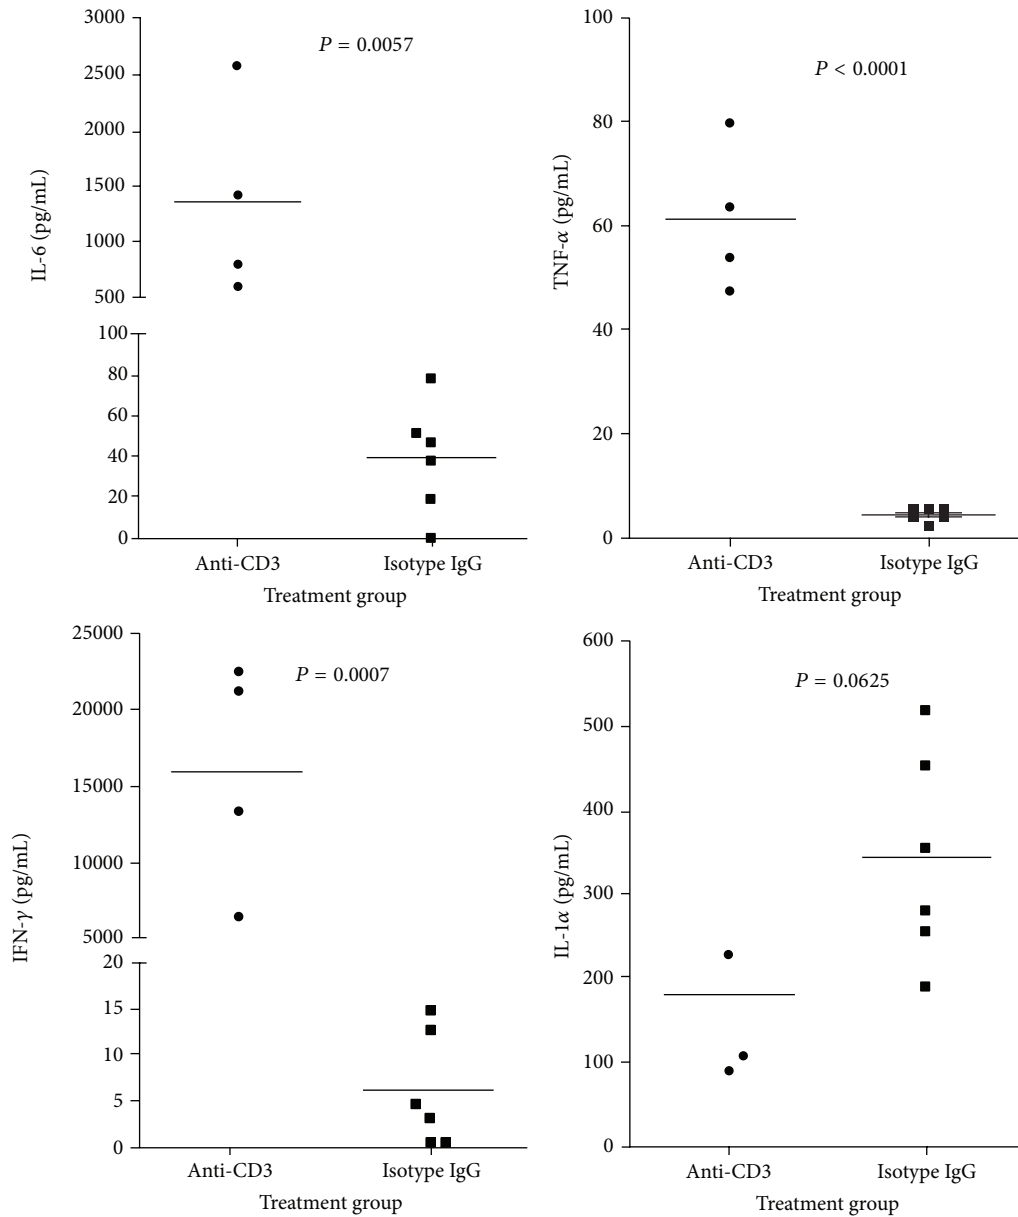 3000
2500
2000
1500
1000
500
100
80
60
40
20
0
IL-6 (pg/mL)
P = 0.0057
Anti-CD3 Isotype IgG
Treatment group
100
80
60
40
20
0
TNF-α (pg/mL)
P < 0.0001
Anti-CD3 Isotype IgG
Treatment group
25000
20000
15000
10000
5000
20
15
10
5
0
IFN-γ (pg/mL)
P = 0.0007
Anti-CD3 Isotype IgG
Treatment group
600
500
400
300
200
100
0
IL-1α (pg/mL)
P = 0.0625
Anti-CD3 Isotype IgG
Treatment group